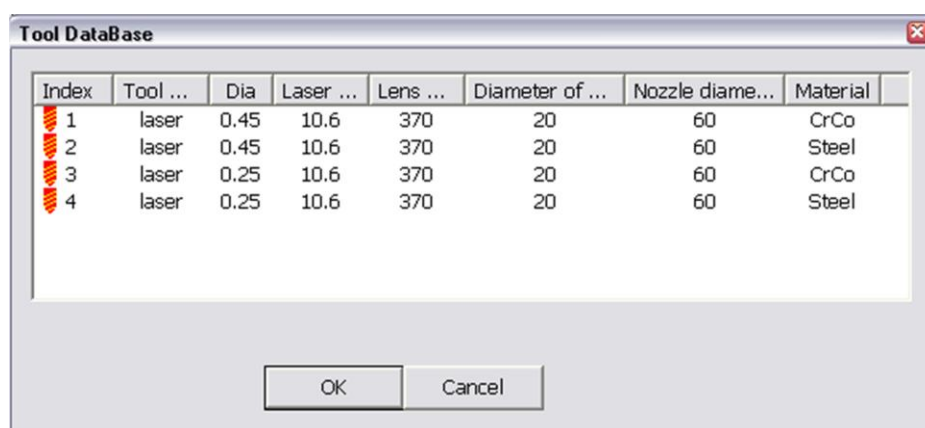 Tool DataBase
Index Tool ... Dia Laser ... Lens ... Diameter of ... Nozzle diame... Material
1 laser 0.45 10.6 370 20 60 CrCo
2 laser 0.45 10.6 370 20 60 Steel
3 laser 0.25 10.6 370 20 60 CrCo
4 laser 0.25 10.6 370 20 60 Steel
OK Cancel